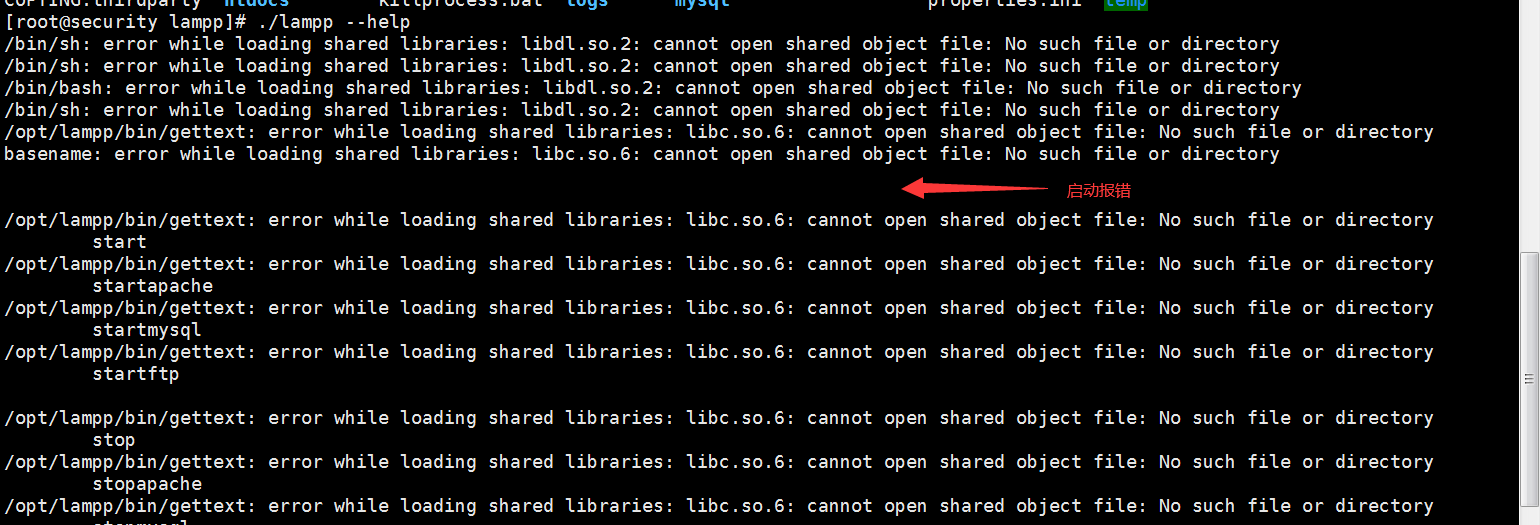 [root@security lampp]# ./lampp --help
/bin/sh: error while loading shared libraries: libdl.so.2: cannot open shared object file: No such file or directory
/bin/sh: error while loading shared libraries: libdl.so.2: cannot open shared object file: No such file or directory
/bin/bash: error while loading shared libraries: libdl.so.2: cannot open shared object file: No such file or directory
/bin/sh: error while loading shared libraries: libdl.so.2: cannot open shared object file: No such file or directory
/opt/lampp/bin/gettext: error while loading shared libraries: libc.so.6: cannot open shared object file: No such file or directory
basename: error while loading shared libraries: libc.so.6: cannot open shared object file: No such file or directory
启动报错
/opt/lampp/bin/gettext: error while loading shared libraries: libc.so.6: cannot open shared object file: No such file or directory
start
/opt/lampp/bin/gettext: error while loading shared libraries: libc.so.6: cannot open shared object file: No such file or directory
startapache
/opt/lampp/bin/gettext: error while loading shared libraries: libc.so.6: cannot open shared object file: No such file or directory
startmysql
/opt/lampp/bin/gettext: error while loading shared libraries: libc.so.6: cannot open shared object file: No such file or directory
startftp
/opt/lampp/bin/gettext: error while loading shared libraries: libc.so.6: cannot open shared object file: No such file or directory
stop
/opt/lampp/bin/gettext: error while loading shared libraries: libc.so.6: cannot open shared object file: No such file or directory
stopapache
/opt/lampp/bin/gettext: error while loading shared libraries: libc.so.6: cannot open shared object file: No such file or directory